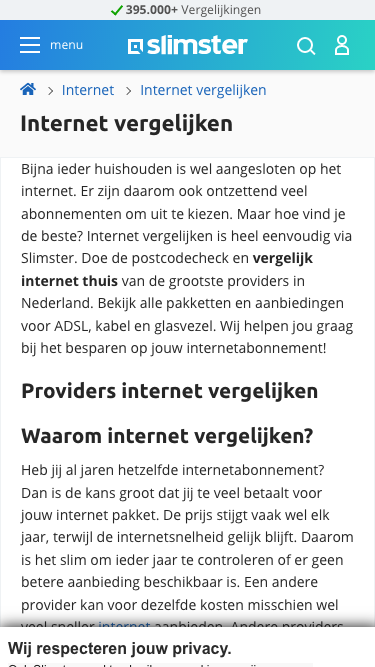 395.000+ Vergelijkingen
menu
slimster
Internet
Internet vergelijken
Internet vergelijken
Bijna ieder huishouden is wel aangesloten op het
internet. Er zijn daarom ook ontzettend veel
abonnementen om uit te kiezen. Maar hoe vind je
de beste? Internet vergelijken is heel eenvoudig via
Slimster. Doe de postcodecheck en vergelijk
internet thuis van de grootste providers in
Nederland. Bekijk alle pakketten en aanbiedingen
voor ADSL, kabel en glasvezel. Wij helpen jou graag
bij het besparen op jouw internetabonnement!
Providers internet vergelijken
Waarom internet vergelijken?
Heb jij al jaren hetzelfde internetabonnement?
Dan is de kans groot dat jij te veel betaalt voor
jouw internet pakket. De prijs stijgt vaak wel elk
jaar, terwijl de internetsnelheid gelijk blijft. Daarom
is het slim om ieder jaar te controleren of er geen
betere aanbieding beschikbaar is. Een andere
provider kan voor dezelfde kosten misschien wel
veel sneller internet aanbieden. Andere providers
Wij respecteren jouw privacy.